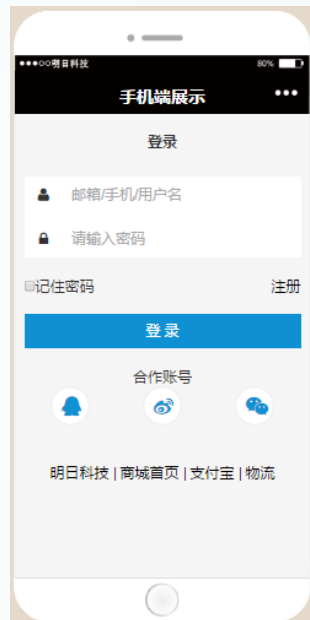 明日科技 80%
手机端展示
登录
邮箱/手机/用户名
请输入密码
记住密码 注册
登录
合作账号
明日科技 | 商城首页 | 支付宝 | 物流